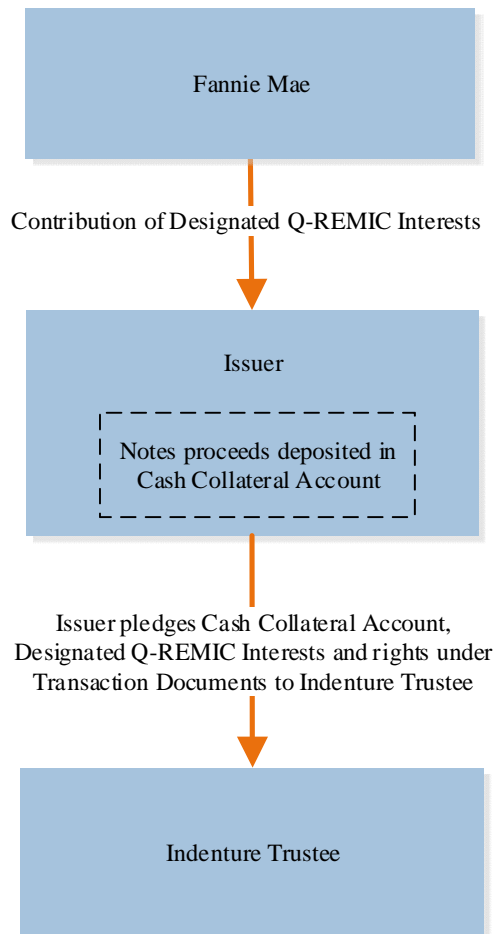 Fannie Mae
Contribution of Designated Q-REMIC Interests
Issuer
Notes proceeds deposited in
Cash Collateral Account
Issuer pledges Cash Collateral Account,
Designated Q-REMIC Interests and rights under
Transaction Documents to Indenture Trustee
Indenture Trustee